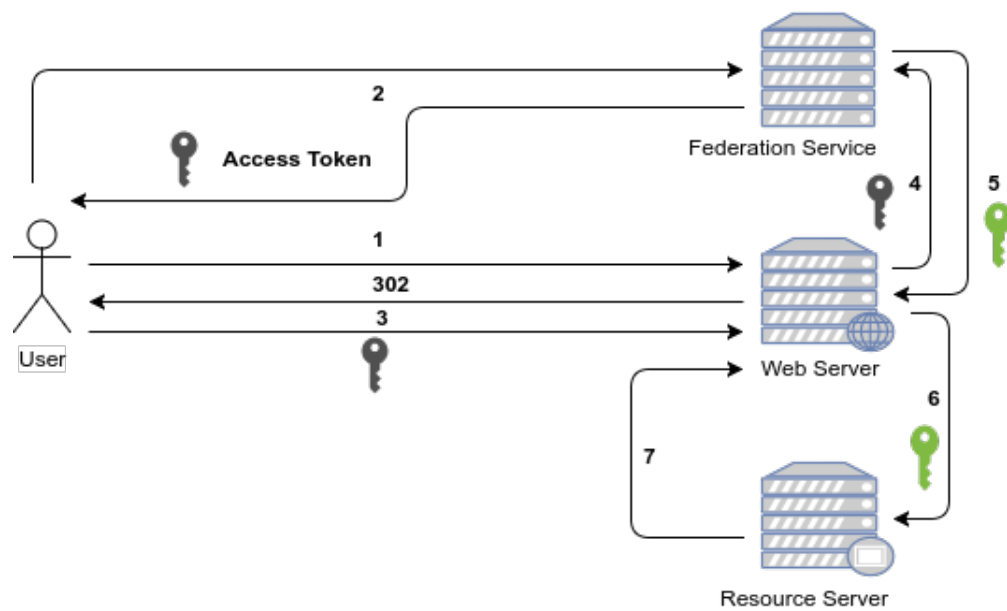 2
Federation Service
Access Token
4
5
1
302
3
User
Web Server
6
7
Resource Server